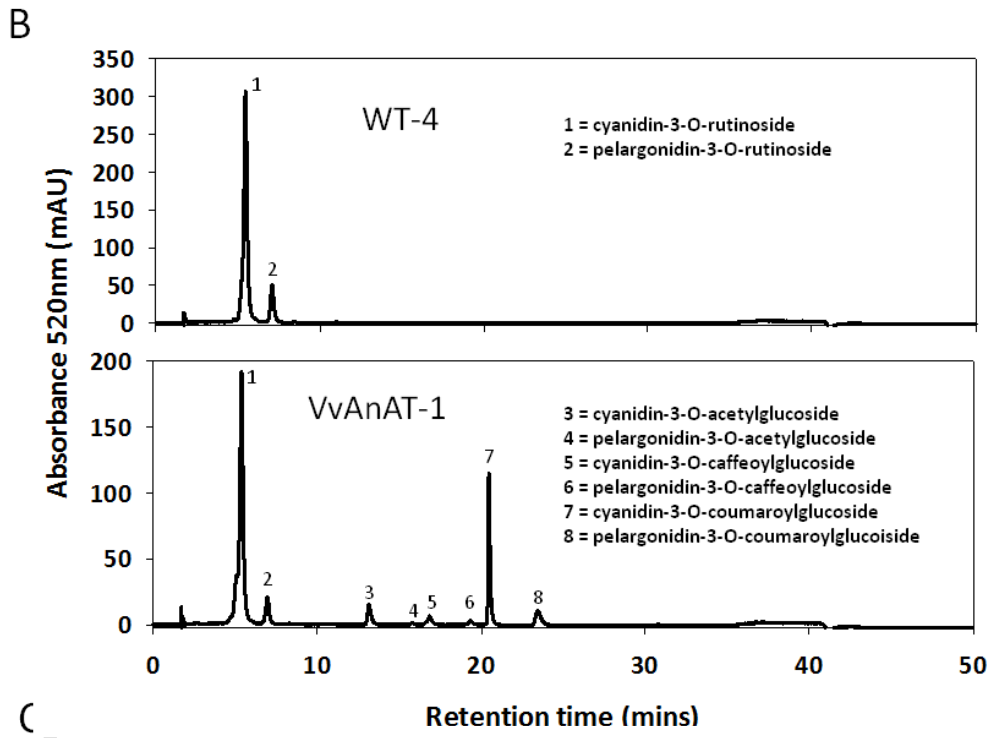 B
350
300
250
200
150
100
50
0
1
2
WT-4
1 = cyanidin-3-O-rutinoside
2 = pelargonidin-3-O-rutinoside
Absorbance 520nm (mAU)
200
150
100
50
0
1
2
3
4
5
6
7
8
VvAnAT-1
3 = cyanidin-3-O-acetylglucoside
4 = pelargonidin-3-O-acetylglucoside
5 = cyanidin-3-O-caffeoylglucoside
6 = pelargonidin-3-O-caffeoylglucoside
7 = cyanidin-3-O-coumaroylglucoside
8 = pelargonidin-3-O-coumaroylglucoiside
0 10 20 30 40 50
Retention time (mins)
C